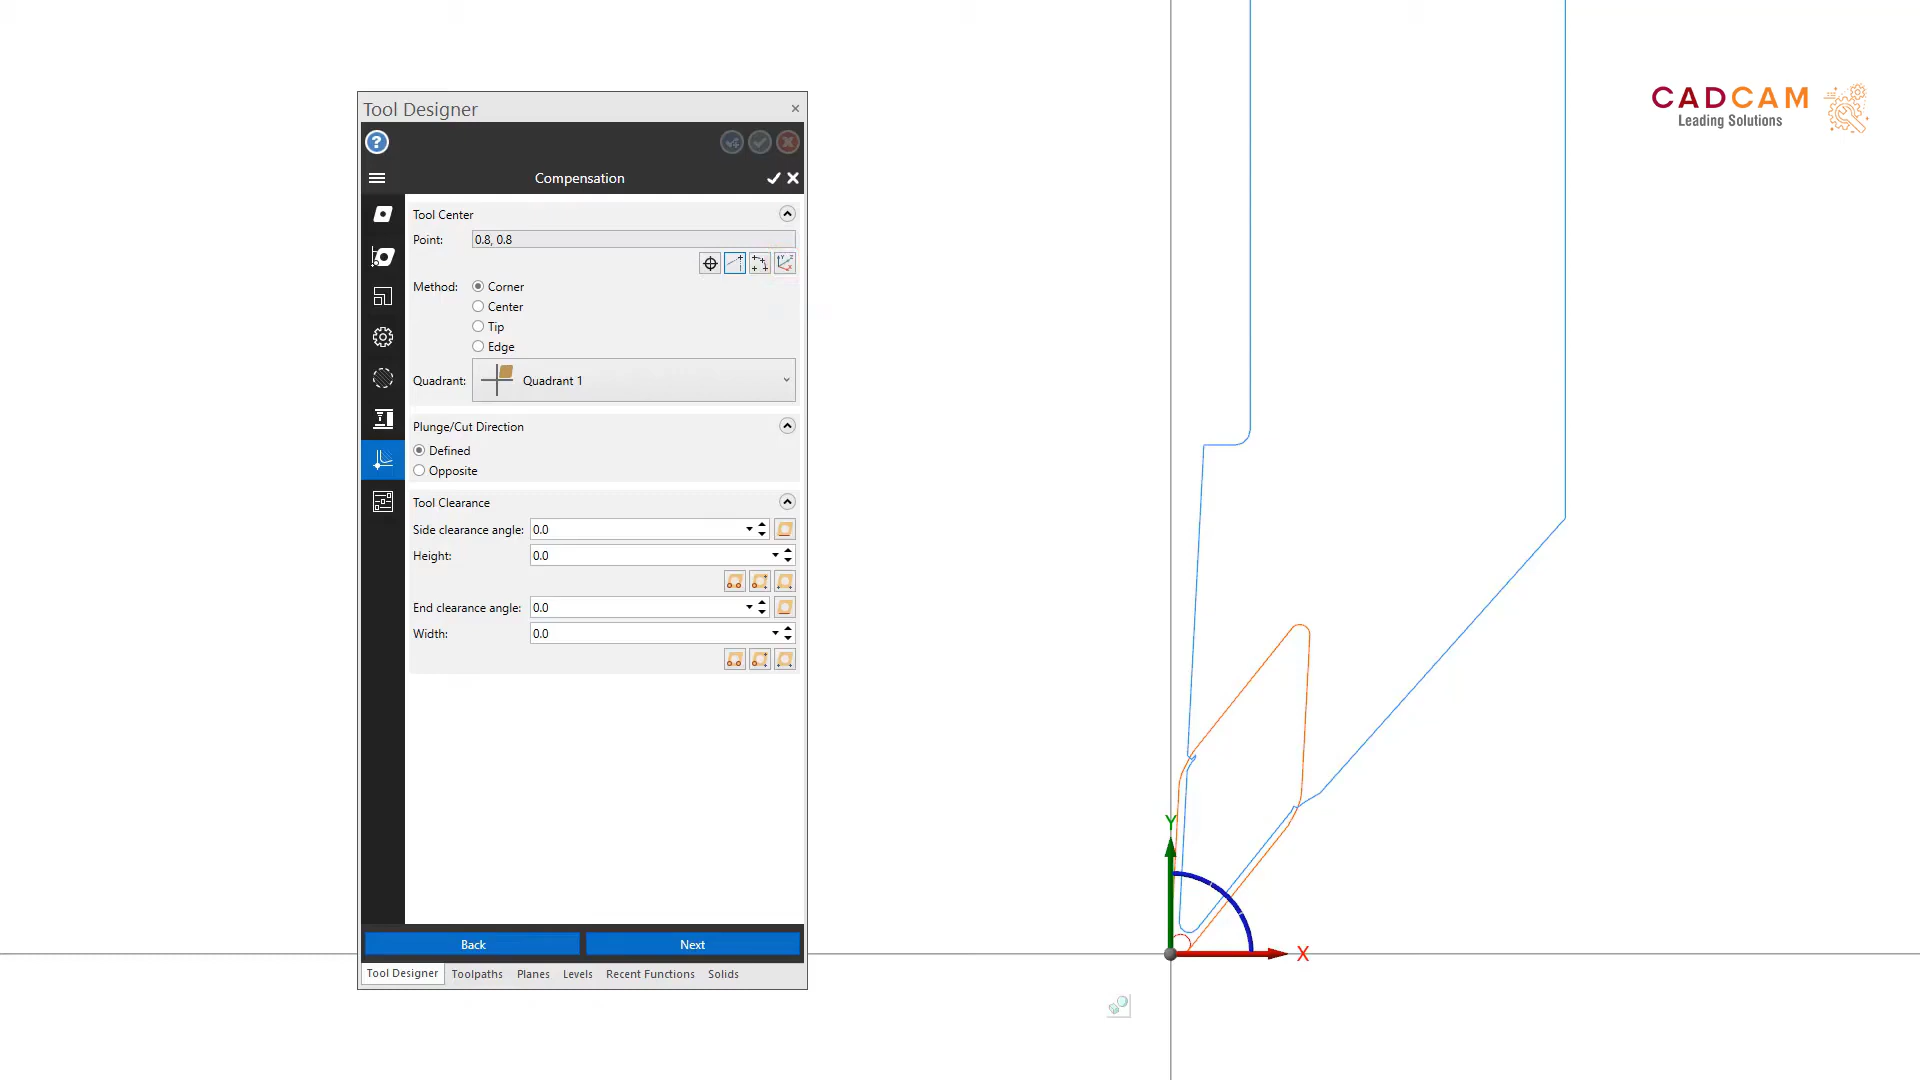 CADCAM
Leading Solutions
Tool Designer
Compensation
Tool Center
Point: 0.8, 0.8
Method: Corner
Center
Tip
Edge
Quadrant: Quadrant 1
Plunge/Cut Direction
Defined
Opposite
Tool Clearance
Side clearance angle: 0.0
Height: 0.0
End clearance angle: 0.0
Width: 0.0
Y
X
Back Next
Tool Designer Toolpaths Planes Levels Recent Functions Solids